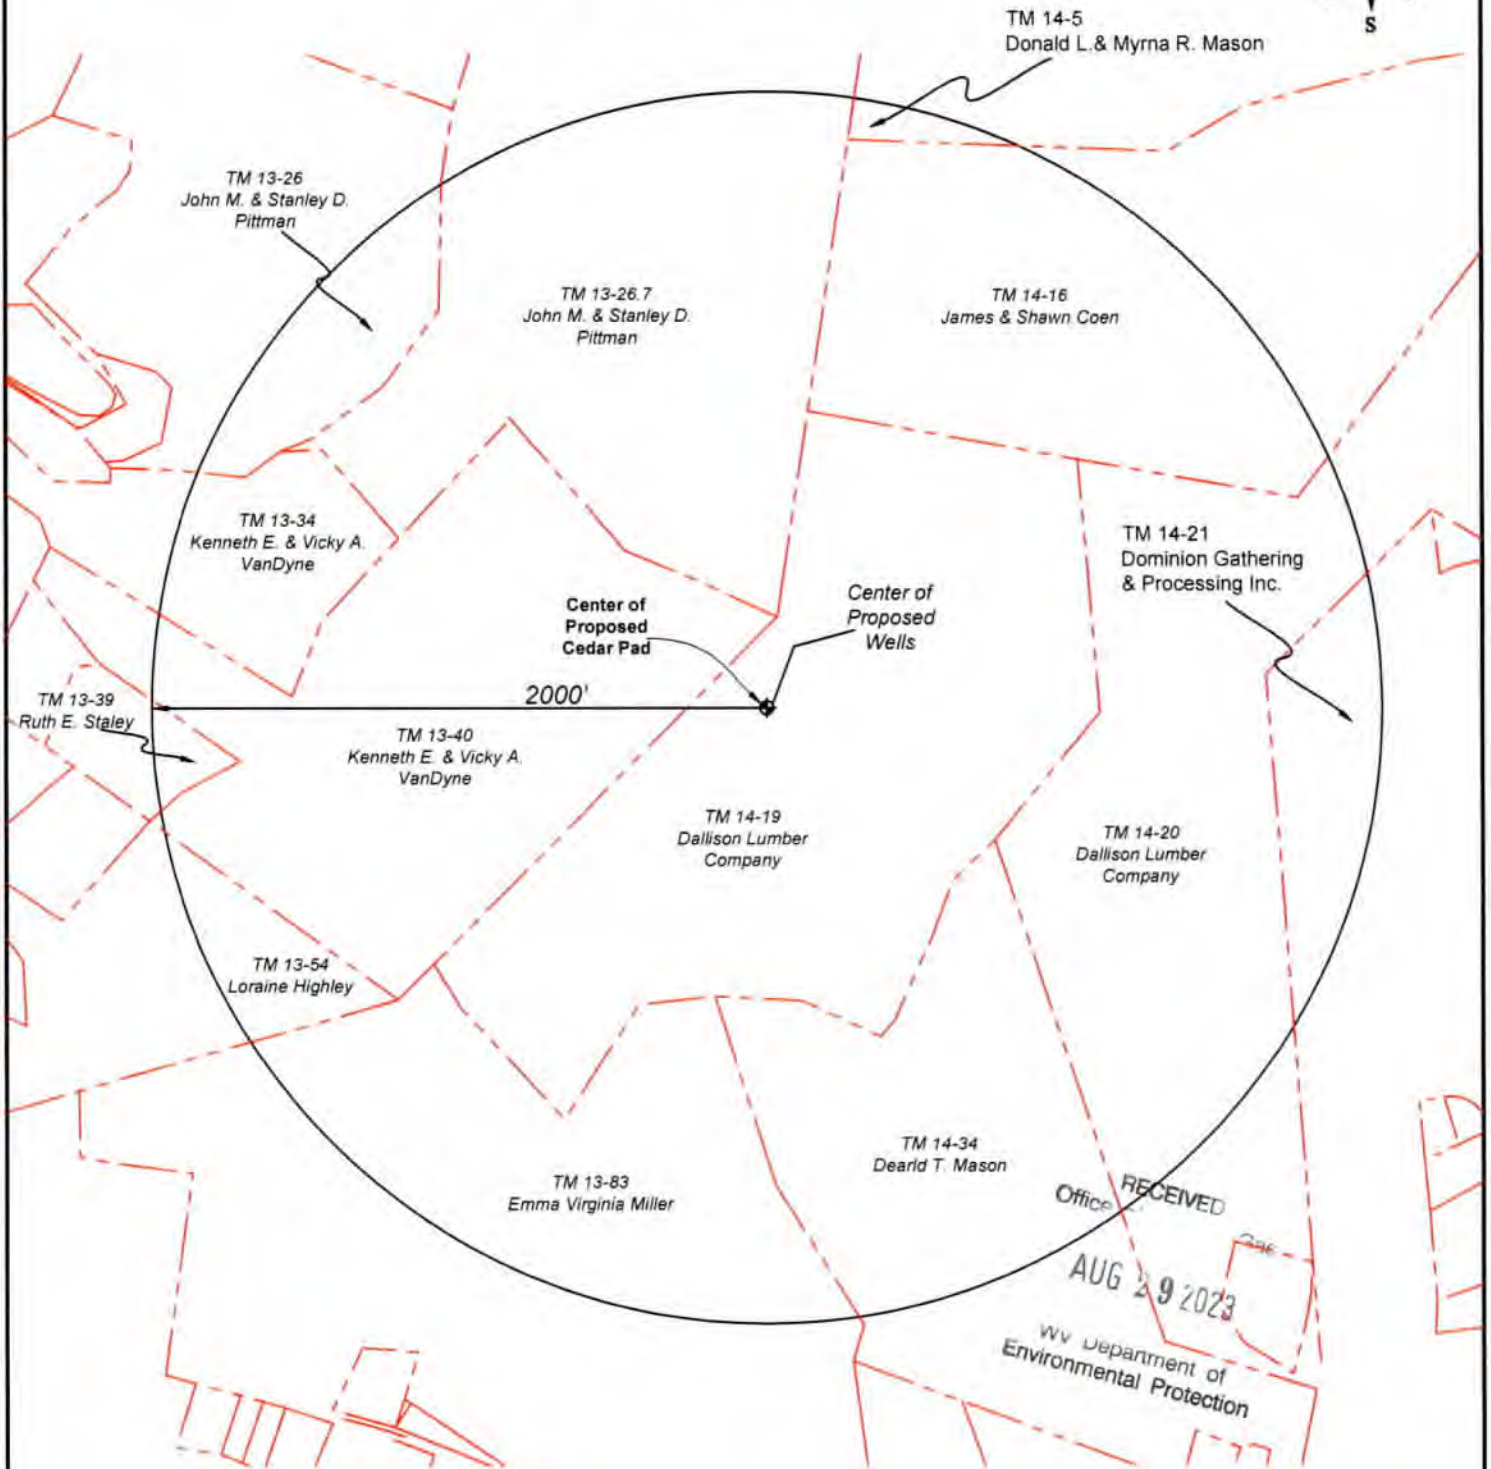 S
TM 14-5
Donald L.& Myrna R. Mason
TM 13-26
John M. & Stanley D.
Pittman
TM 13-26.7
John M. & Stanley D.
Pittman
TM 14-16
James & Shawn Coen
TM 13-34
Kenneth E. & Vicky A.
VanDyne
TM 14-21
Dominion Gathering
& Processing Inc.
Center of
Proposed
Cedar Pad
Center of
Proposed
Wells
2000'
TM 13-39
Ruth E. Staley
TM 13-40
Kenneth E. & Vicky A.
VanDyne
TM 14-19
Dallison Lumber
Company
TM 14-20
Dallison Lumber
Company
TM 13-54
Loraine Highley
TM 14-34
Dearld T. Mason
TM 13-83
Emma Virginia Miller
RECEIVED
Office
Gas
AUG 29 2023
WV Department of
Environmental Protection